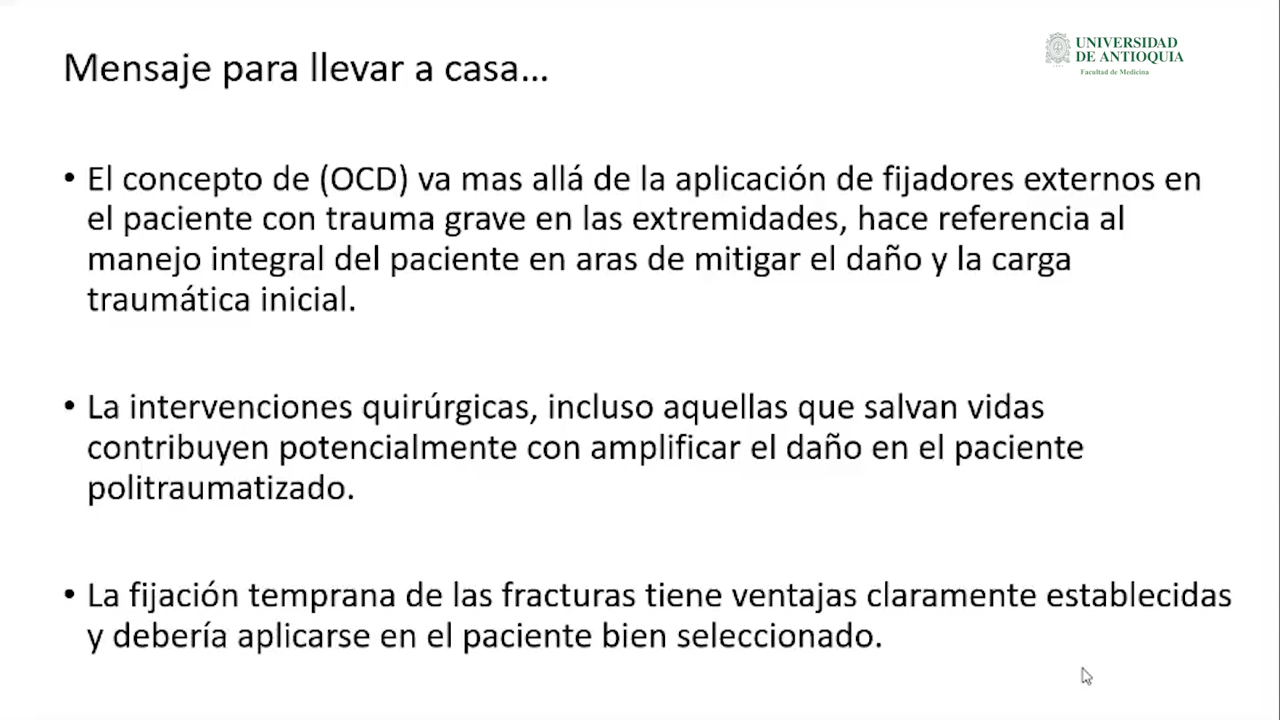 Mensaje para llevar a casa...
UNIVERSIDAD
DE ANTIOQUIA
Facultad de Medicina
• El concepto de (OCD) va mas allá de la aplicación de fijadores externos en
el paciente con trauma grave en las extremidades, hace referencia al
manejo integral del paciente en aras de mitigar el daño y la carga
traumática inicial.
• La intervenciones quirúrgicas, incluso aquellas que salvan vidas
contribuyen potencialmente con amplificar el daño en el paciente
politraumatizado.
• La fijación temprana de las fracturas tiene ventajas claramente establecidas
y debería aplicarse en el paciente bien seleccionado.